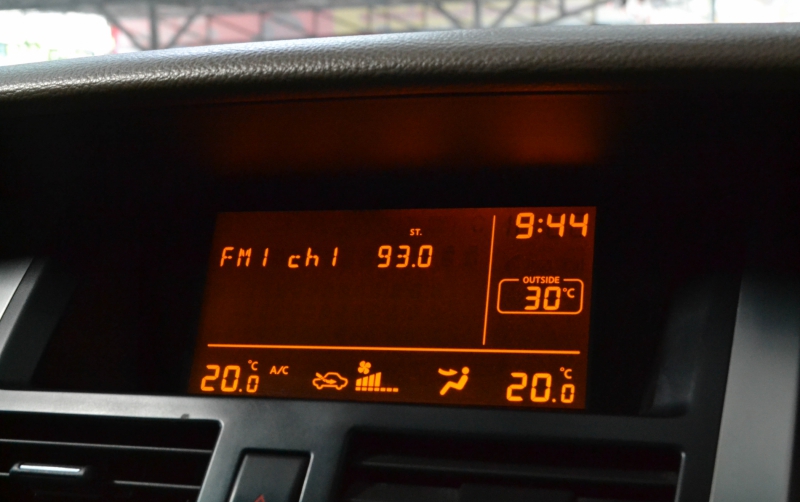 9:44
ST.
FM1 ch1 93.0
OUTSIDE
30°C
20.0°C A/C 20.0°C